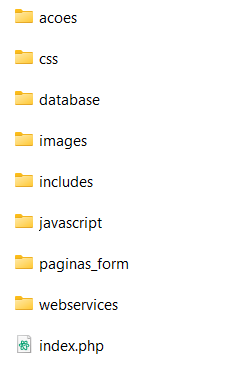 acoes
css
database
images
includes
javascript
paginas_form
webservices
index.php